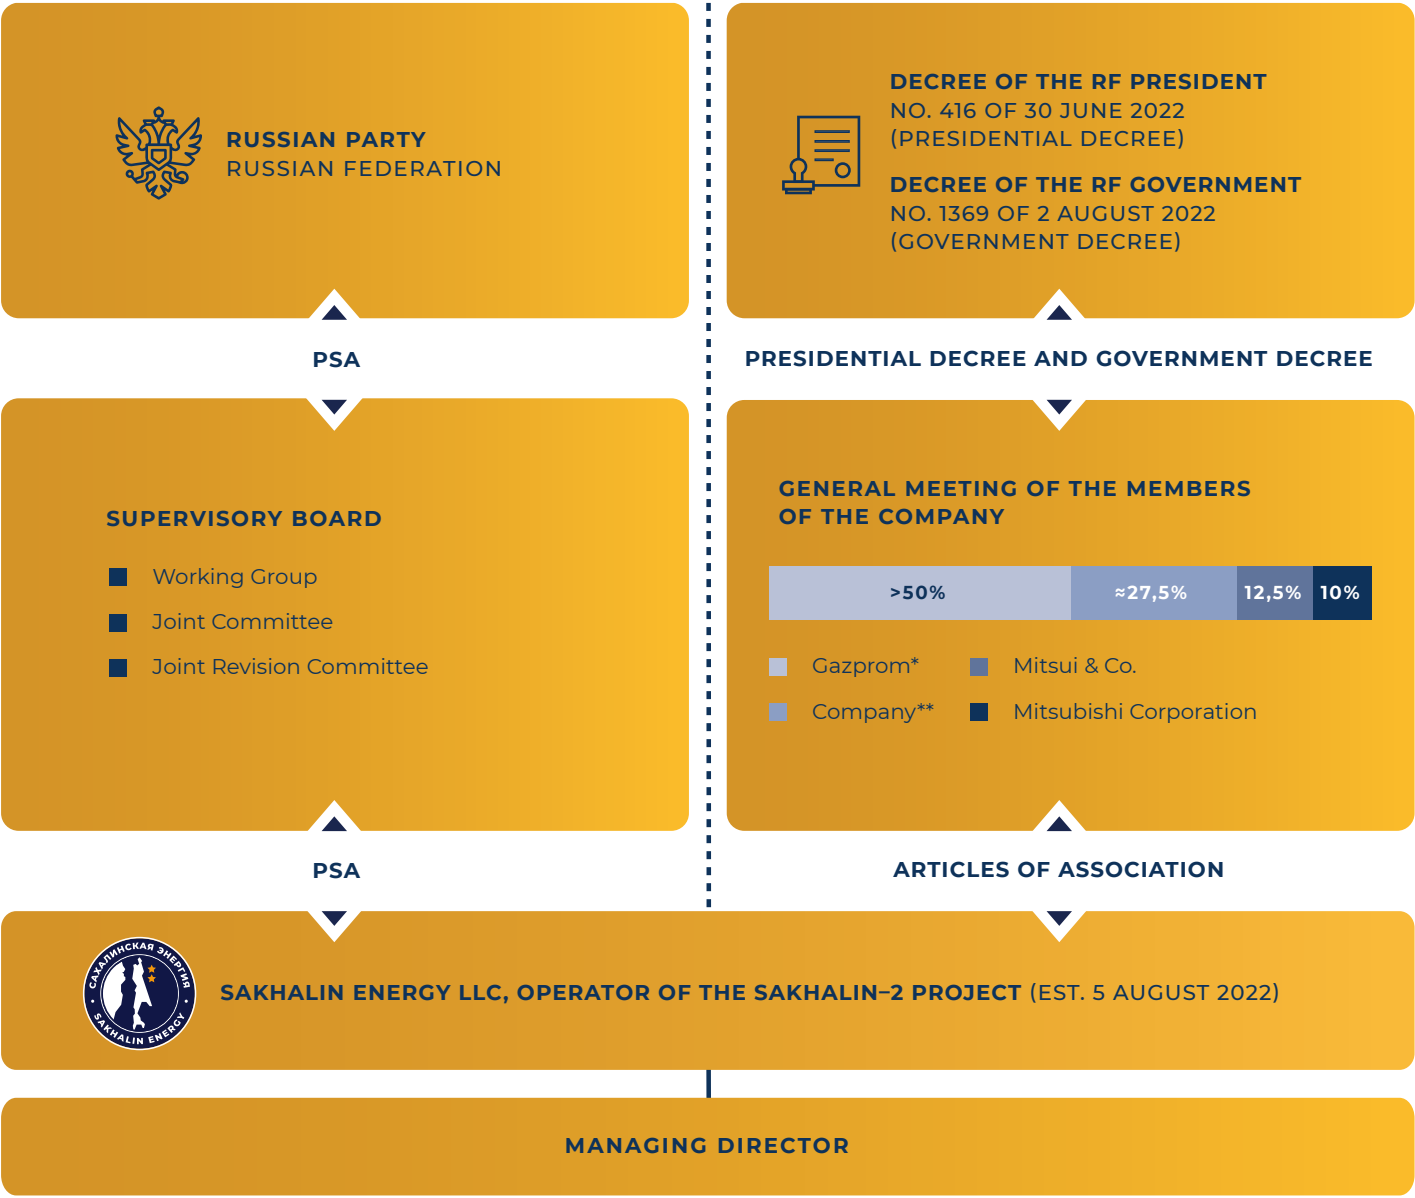 RUSSIAN PARTY
RUSSIAN FEDERATION
DECREE OF THE RF PRESIDENT
NO. 416 OF 30 JUNE 2022
(PRESIDENTIAL DECREE)
DECREE OF THE RF GOVERNMENT
NO. 1369 OF 2 AUGUST 2022
(GOVERNMENT DECREE)
PSA
PRESIDENTIAL DECREE AND GOVERNMENT DECREE
SUPERVISORY BOARD
Working Group
Joint Committee
Joint Revision Committee
GENERAL MEETING OF THE MEMBERS
OF THE COMPANY
>50% ≈27,5% 12,5% 10%
Gazprom* Mitsui & Co.
Company** Mitsubishi Corporation
PSA
ARTICLES OF ASSOCIATION
САХАЛИНСКАЯ ЭНЕРГИЯ
SAKHALIN ENERGY
SAKHALIN ENERGY LLC, OPERATOR OF THE SAKHALIN–2 PROJECT (EST. 5 AUGUST 2022)
MANAGING DIRECTOR